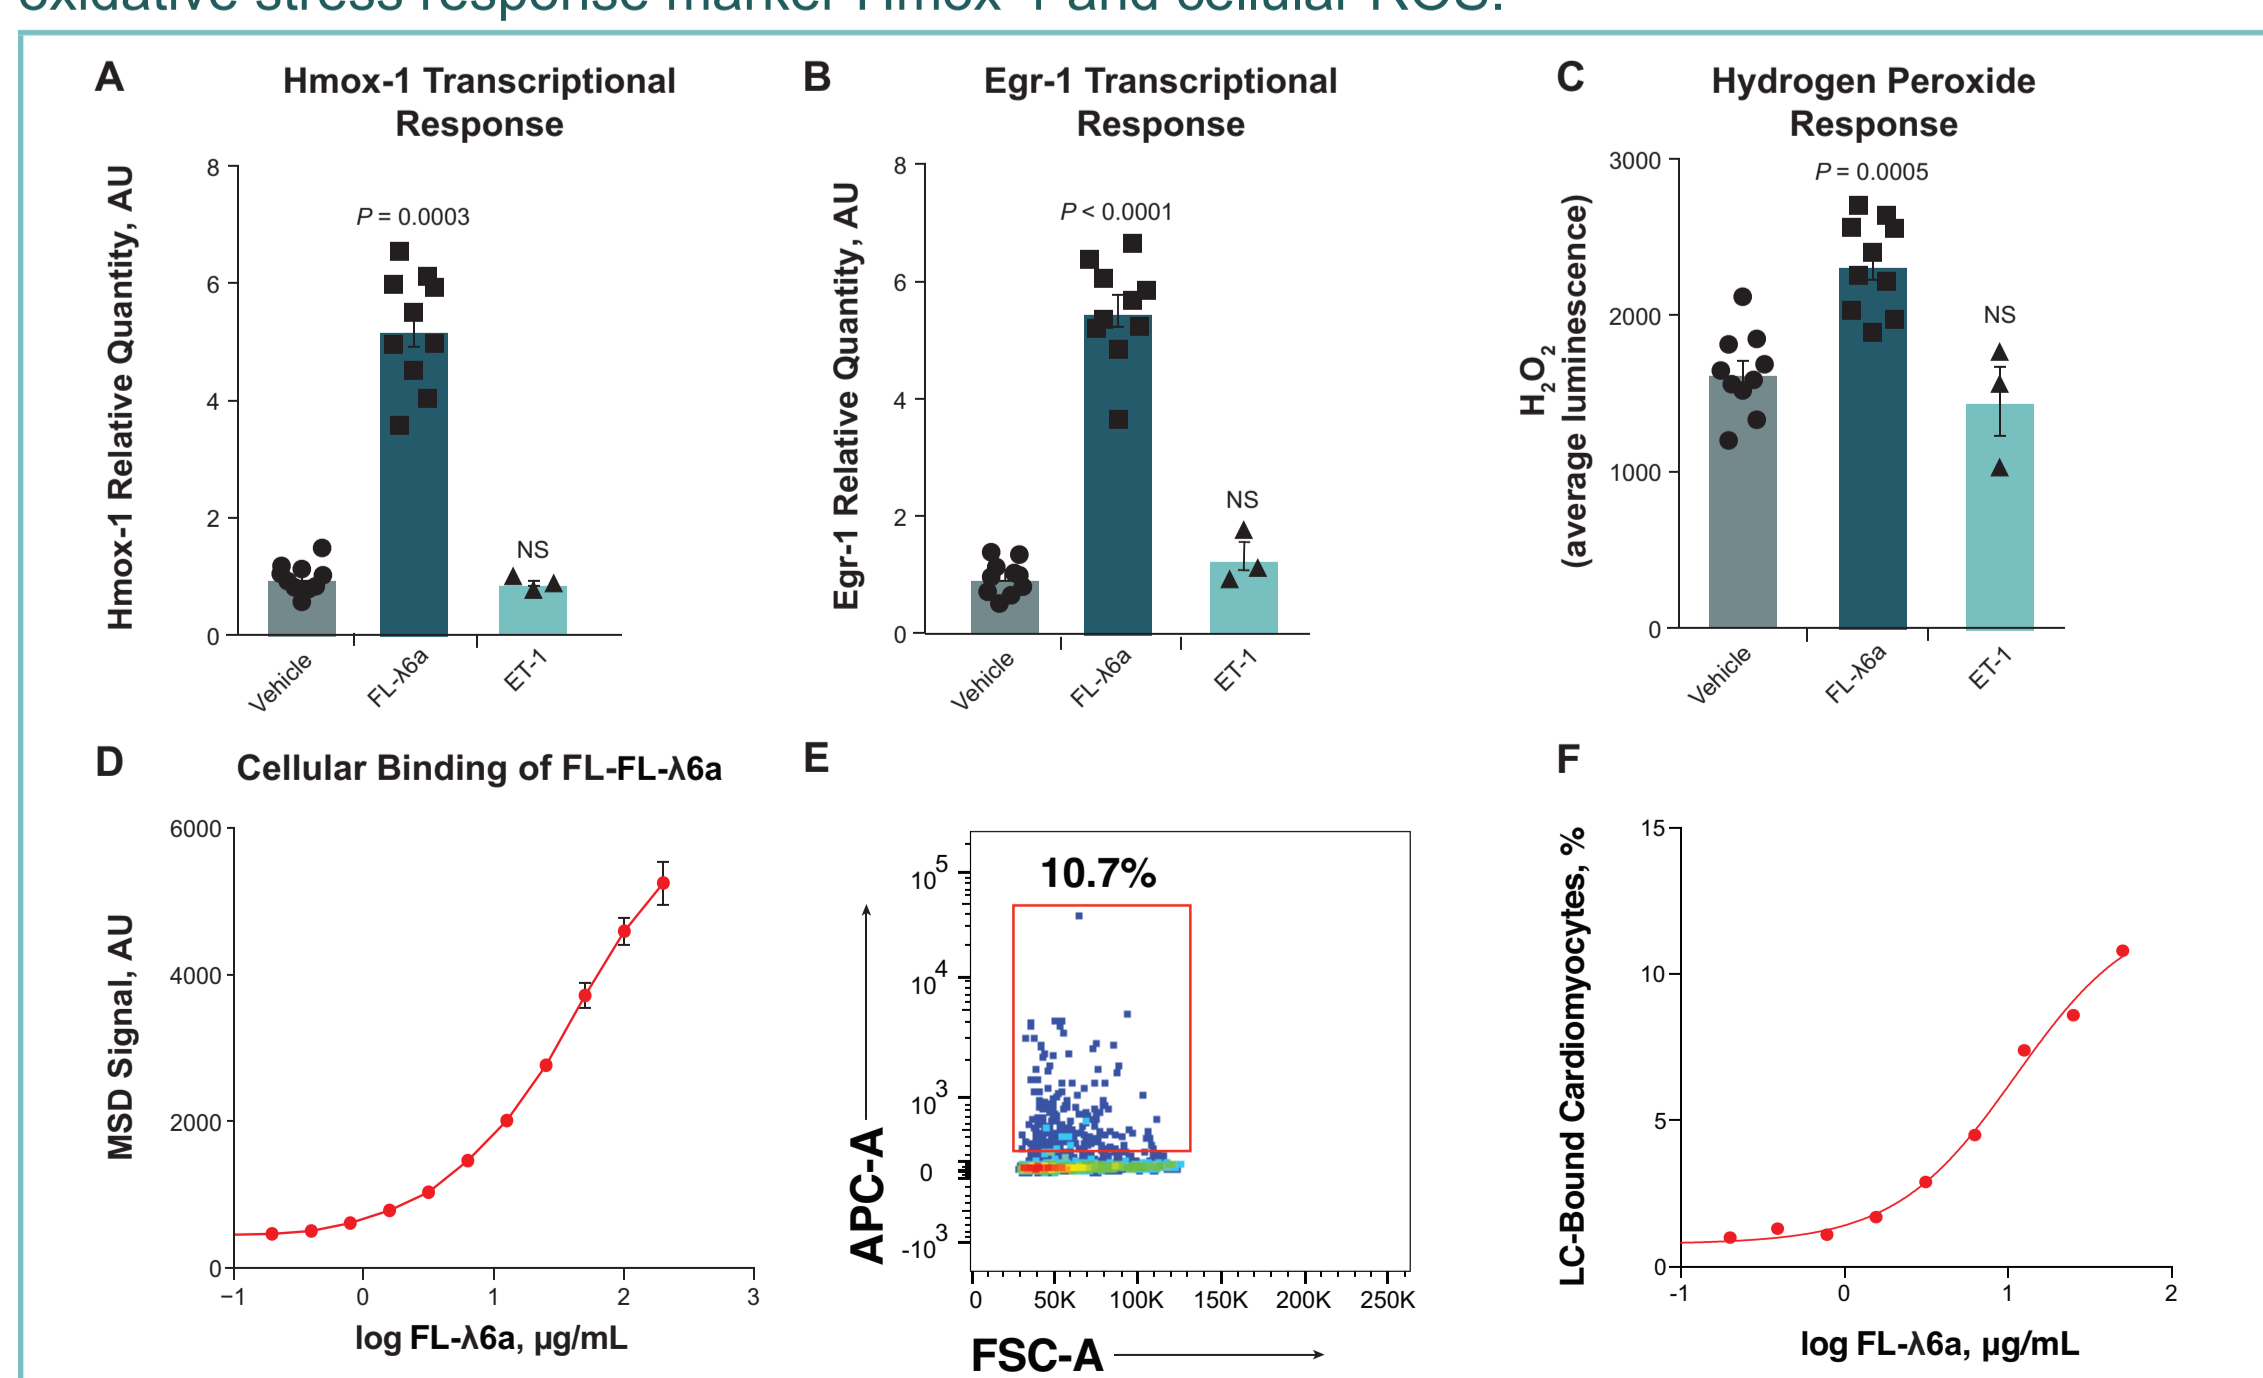 oxidative stress response marker Hmox-1 and cellular ROS.
A
Hmox-1 Transcriptional
Response
Hmox-1 Relative Quantity, AU
8
6
4
2
0
P = 0.0003
NS
Vehicle
FL-λ6a
ET-1
B
Egr-1 Transcriptional
Response
Egr-1 Relative Quantity, AU
8
6
4
2
0
P < 0.0001
NS
Vehicle
FL-λ6a
ET-1
C
Hydrogen Peroxide
Response
H2O2
(average luminescence)
3000
2000
1000
0
P = 0.0005
NS
Vehicle
FL-λ6a
ET-1
D
Cellular Binding of FL-FL-λ6a
MSD Signal, AU
6000
4000
2000
0
−1 0 1 2 3
log FL-λ6a, µg/mL
E
10.7%
APC-A
10^5
10^4
10^3
0
-10^3
0 50K 100K 150K 200K 250K
FSC-A
F
LC-Bound Cardiomyocytes, %
15
10
5
0
-1 0 1 2
log FL-λ6a, µg/mL